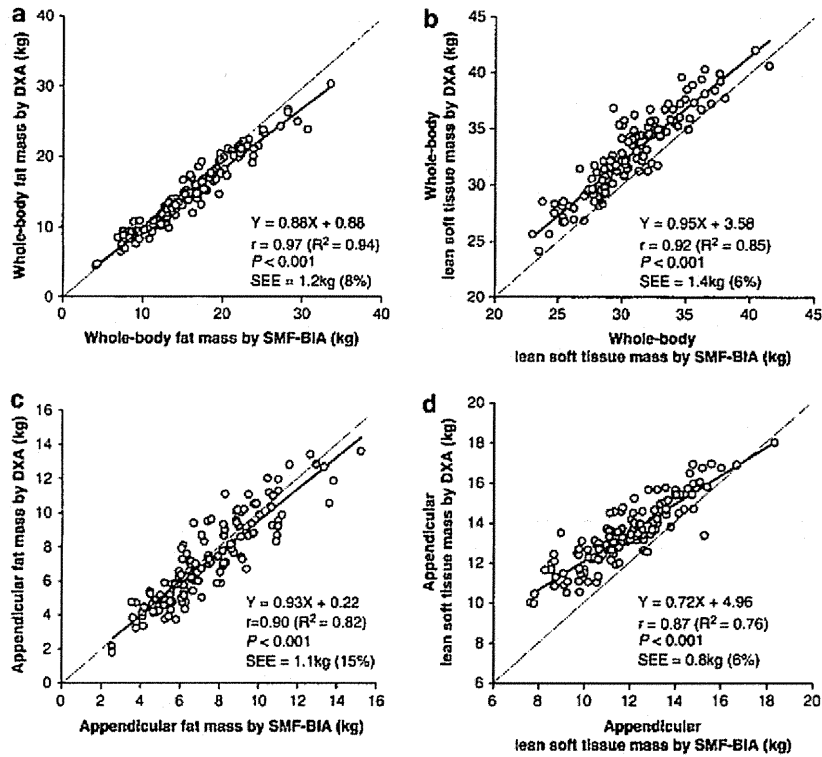 a
Whole-body fat mass by DXA (kg)
40
30
20
10
0
Y = 0.88X + 0.88
r = 0.97 (R² = 0.94)
P < 0.001
SEE = 1.2kg (8%)
0 10 20 30 40
Whole-body fat mass by SMF-BIA (kg)
b
Whole-body
lean soft tissue mass by DXA (kg)
45
40
35
30
25
20
Y = 0.95X + 3.58
r = 0.92 (R² = 0.85)
P < 0.001
SEE = 1.4kg (6%)
20 25 30 35 40 45
Whole-body
lean soft tissue mass by SMF-BIA (kg)
c
Appendicular fat mass by DXA (kg)
16
14
12
10
8
6
4
2
0
Y = 0.93X + 0.22
r=0.90 (R² = 0.82)
P < 0.001
SEE = 1.1kg (15%)
0 2 4 6 8 10 12 14 16
Appendicular fat mass by SMF-BIA (kg)
d
Appendicular
lean soft tissue mass by DXA (kg)
20
18
16
14
12
10
8
6
Y = 0.72X + 4.96
r = 0.87 (R² = 0.76)
P < 0.001
SEE = 0.8kg (6%)
6 8 10 12 14 16 18 20
Appendicular
lean soft tissue mass by SMF-BIA (kg)